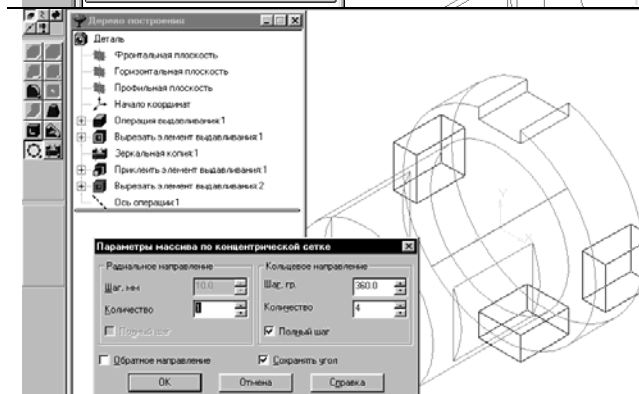 Дерево построения
Деталь
Фронтальная плоскость
Горизонтальная плоскость
Профильная плоскость
Начало координат
Операция выдавливания:1
Вырезать элемент выдавливания:1
Зеркальная копия:1
Приклеить элемент выдавливания:1
Вырезать элемент выдавливания:2
Ось операции:1
Параметры массива по концентрической сетке
Радиальное направление
Шаг, мм 10.0
Количество 1
Полный шаг
Кольцевое направление
Шаг, гр. 360.0
Количество 4
Полный шаг
Обратное направление
Сохранять угол
OK Отмена Справка
Y
X